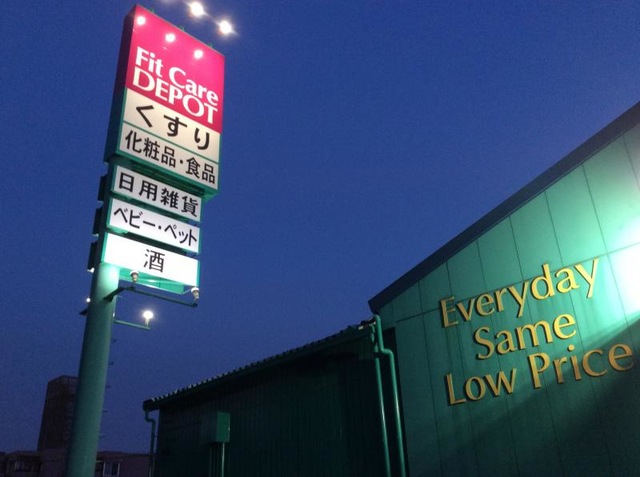 Fit Care
DEPOT
くすり
化粧品・食品
日用雑貨
ベビー・ペット
酒
Everyday
Same
Low Price